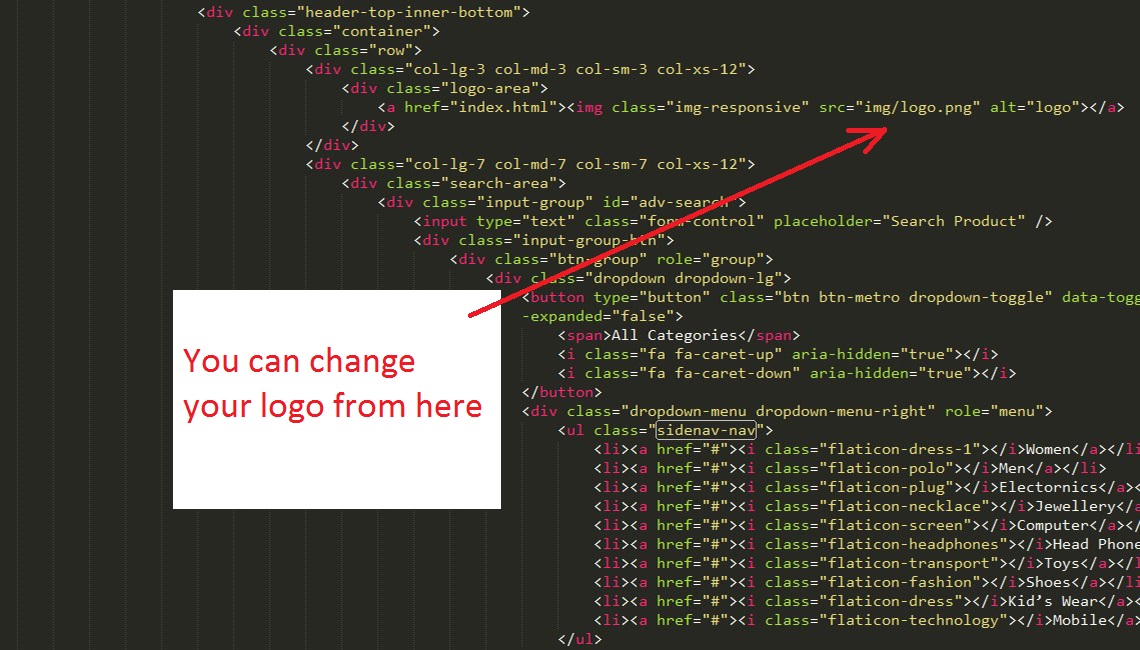 <div class="header-top-inner-bottom">
<div class="container">
<div class="row">
<div class="col-lg-3 col-md-3 col-sm-3 col-xs-12">
<div class="logo-area">
<a href="index.html"><img class="img-responsive" src="img/logo.png" alt="logo"></a>
</div>
</div>
<div class="col-lg-7 col-md-7 col-sm-7 col-xs-12">
<div class="search-area">
<div class="input-group" id="adv-search">
<input type="text" class="form-control" placeholder="Search Product" />
<div class="input-group-btn">
<div class="btn-group" role="group">
<div class="dropdown dropdown-lg">
<button type="button" class="btn btn-metro dropdown-toggle" data-togg
-expanded="false">
<span>All Categories</span>
<i class="fa fa-caret-up" aria-hidden="true"></i>
<i class="fa fa-caret-down" aria-hidden="true"></i>
</button>
<div class="dropdown-menu dropdown-menu-right" role="menu">
<ul class="sidenav-nav">
<li><a href="#"><i class="flaticon-dress-1"></i>Women</a></li
<li><a href="#"><i class="flaticon-polo"></i>Men</a></li>
<li><a href="#"><i class="flaticon-plug"></i>Electornics</a><
<li><a href="#"><i class="flaticon-necklace"></i>Jewellery</a
<li><a href="#"><i class="flaticon-screen"></i>Computer</a></
<li><a href="#"><i class="flaticon-headphones"></i>Head Phone
<li><a href="#"><i class="flaticon-transport"></i>Toys</a></l
<li><a href="#"><i class="flaticon-fashion"></i>Shoes</a></li
<li><a href="#"><i class="flaticon-dress"></i>Kid’s Wear</a><
<li><a href="#"><i class="flaticon-technology"></i>Mobile</a>
</ul>
You can change
your logo from here